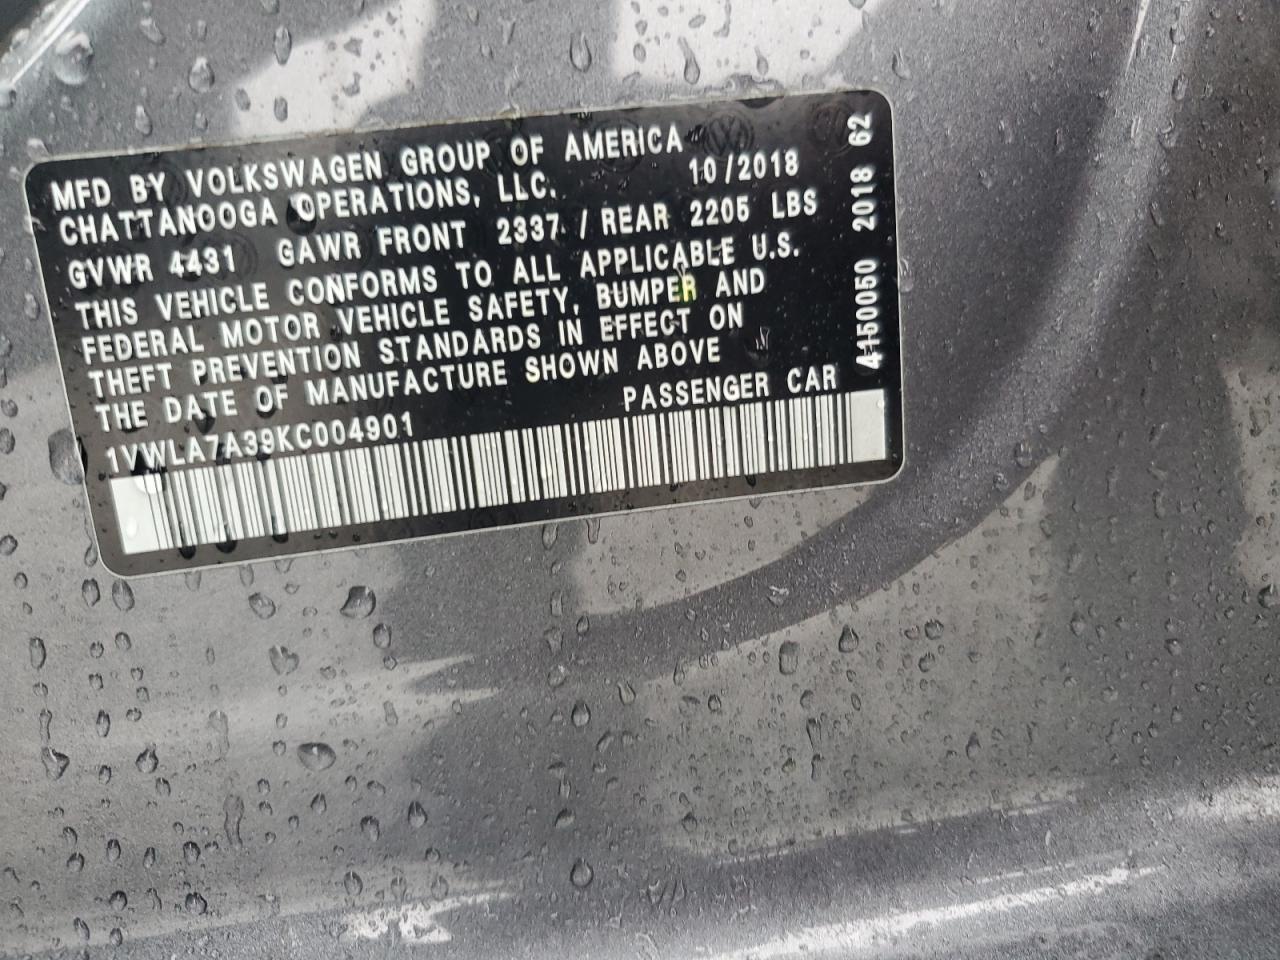 MFD BY VOLKSWAGEN GROUP OF AMERICA
CHATTANOOGA OPERATIONS, LLC. 10/2018
GVWR 4431 GAWR FRONT 2337 / REAR 2205 LBS
THIS VEHICLE CONFORMS TO ALL APPLICABLE U.S.
FEDERAL MOTOR VEHICLE SAFETY, BUMPER AND
THEFT PREVENTION STANDARDS IN EFFECT ON
THE DATE OF MANUFACTURE SHOWN ABOVE
1VWLA7A39KC004901 PASSENGER CAR
4150050 2018 62